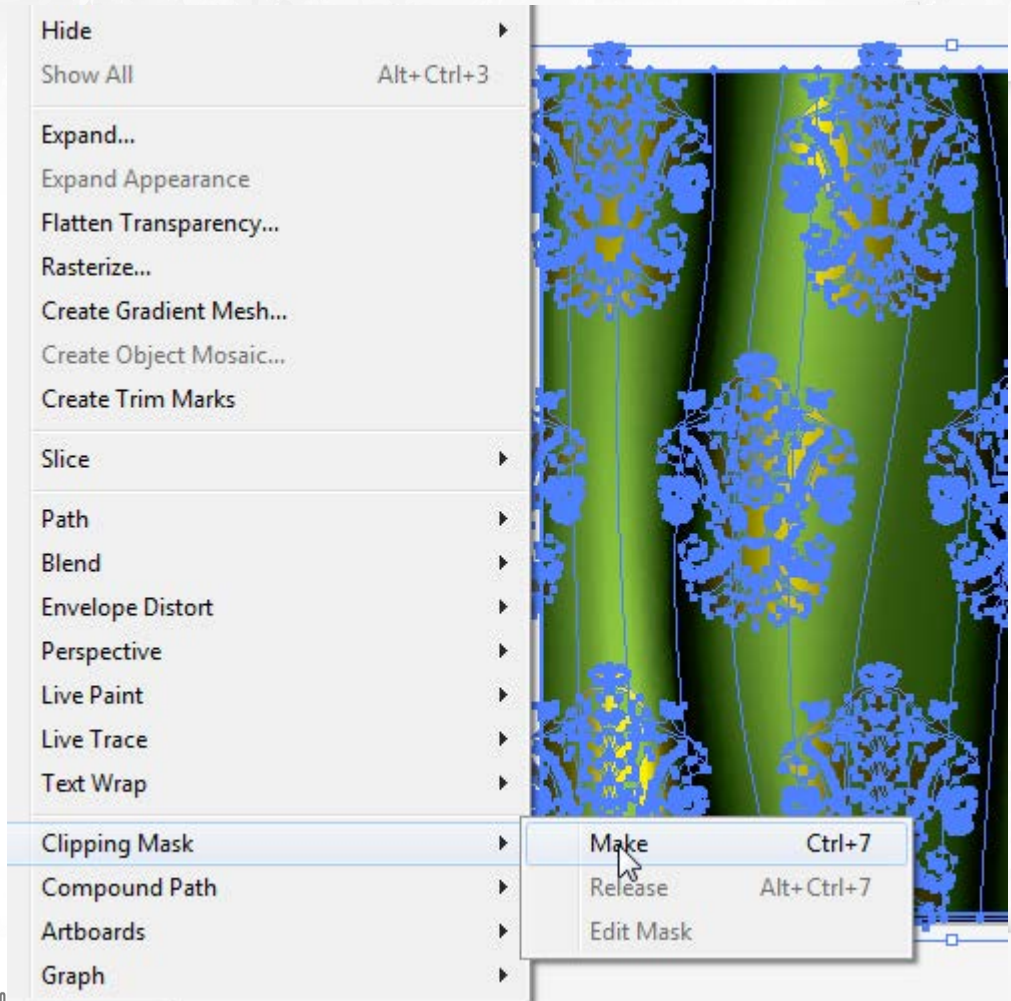 Hide
Show All Alt+Ctrl+3
Expand...
Expand Appearance
Flatten Transparency...
Rasterize...
Create Gradient Mesh...
Create Object Mosaic...
Create Trim Marks
Slice
Path
Blend
Envelope Distort
Perspective
Live Paint
Live Trace
Text Wrap
Clipping Mask
Make Ctrl+7
Compound Path
Release Alt+Ctrl+7
Artboards
Edit Mask
Graph